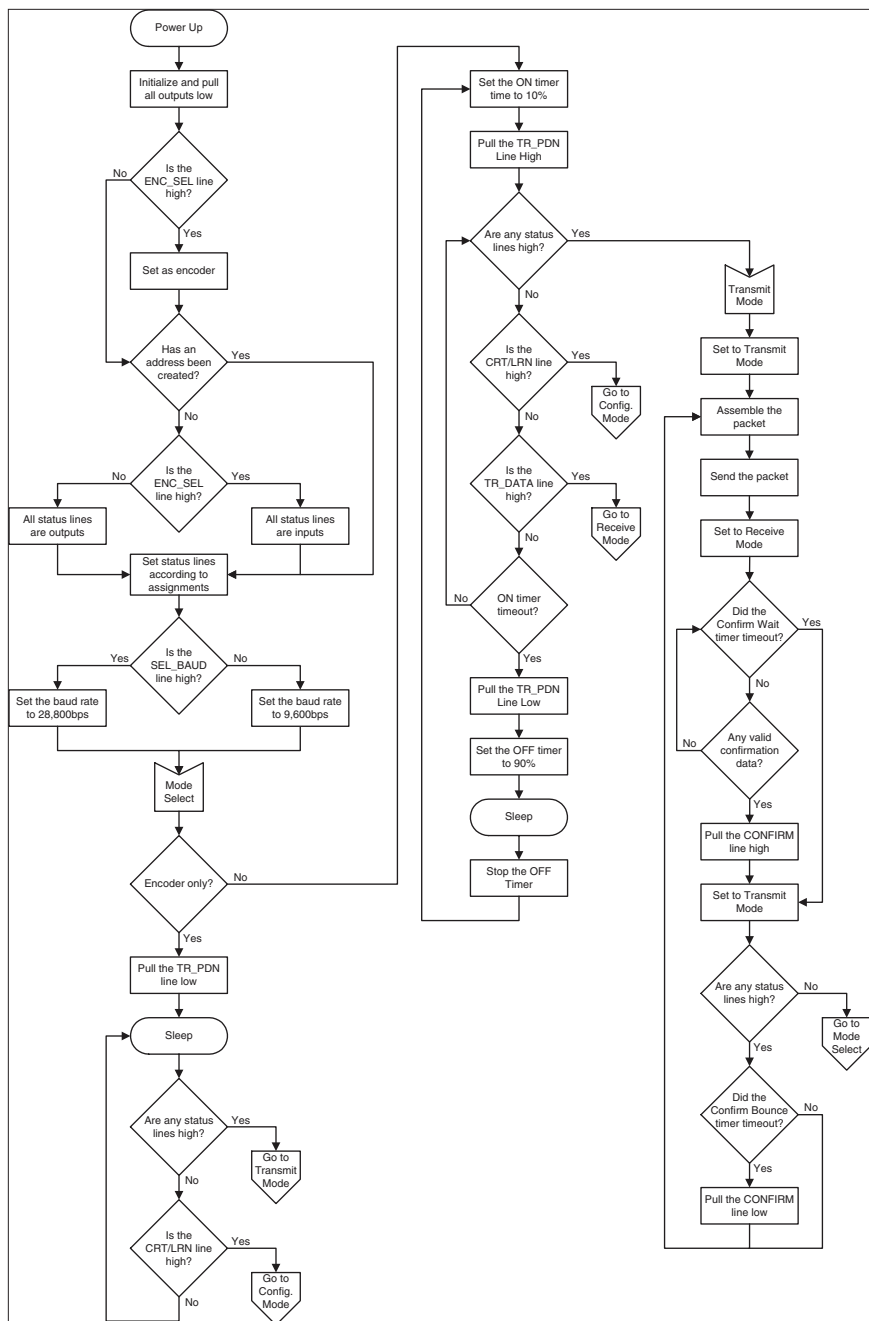 Power Up
Initialize and pull
all outputs low
Is the
ENC_SEL line
high?
No
Yes
Set as encoder
Has an
address been
created?
Yes
No
Is the
ENC_SEL
line high?
No
Yes
All status lines
are outputs
All status lines
are inputs
Set status lines
according to
assignments
Is the
SEL_BAUD
line high?
Yes
No
Set the baud rate
to 28,800bps
Set the baud rate
to 9,600bps
Mode
Select
Encoder only?
No
Yes
Pull the TR_PDN
line low
Sleep
Are any status
lines high?
Yes
No
Go to
Transmit
Mode
Is the
CRT/LRN line
high?
Yes
No
Go to
Config.
Mode
Set the ON timer
time to 10%
Pull the TR_PDN
Line High
Are any status
lines high?
Yes
No
Is the
CRT/LRN line
high?
Yes
No
Go to
Config.
Mode
Is the
TR_DATA line
high?
Yes
No
Go to
Receive
Mode
ON timer
timeout?
No
Yes
Pull the TR_PDN
Line Low
Set the OFF timer
to 90%
Sleep
Stop the OFF
Timer
Transmit
Mode
Set to Transmit
Mode
Assemble the
packet
Send the packet
Set to Receive
Mode
Did the
Confirm Wait
timer timeout?
Yes
No
Any valid
confirmation
data?
No
Yes
Pull the CONFIRM
line high
Set to Transmit
Mode
Are any status
lines high?
No
Yes
Go to
Mode
Select
Did the
Confirm Bounce
timer timeout?
No
Yes
Pull the CONFIRM
line low